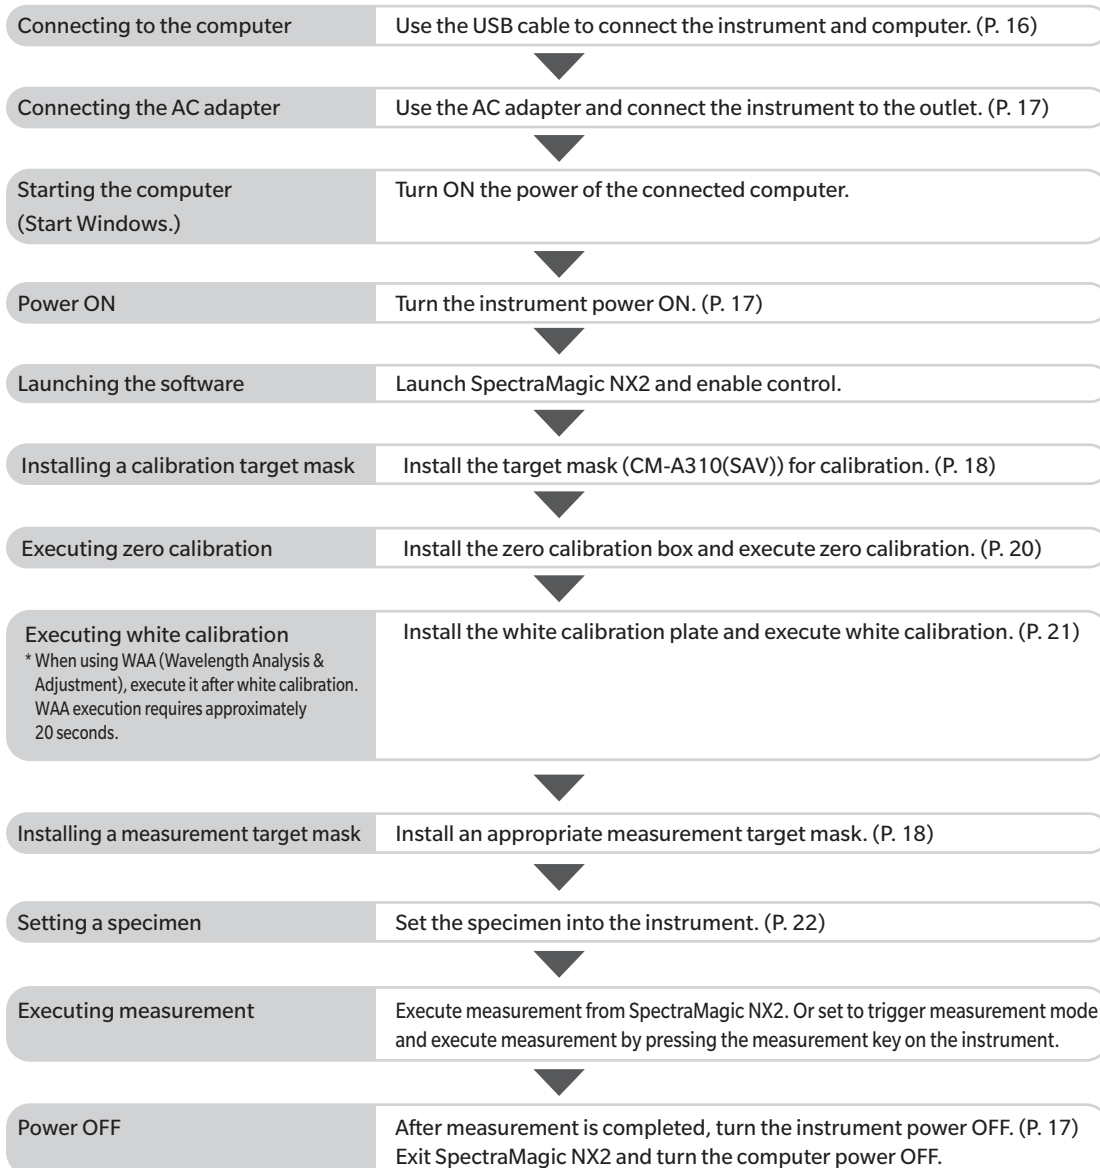 Connecting to the computer
Use the USB cable to connect the instrument and computer. (P. 16)
Connecting the AC adapter
Use the AC adapter and connect the instrument to the outlet. (P. 17)
Starting the computer
(Start Windows.)
Turn ON the power of the connected computer.
Power ON
Turn the instrument power ON. (P. 17)
Launching the software
Launch SpectraMagic NX2 and enable control.
Installing a calibration target mask
Install the target mask (CM-A310(SAV)) for calibration. (P. 18)
Executing zero calibration
Install the zero calibration box and execute zero calibration. (P. 20)
Executing white calibration
* When using WAA (Wavelength Analysis &
Adjustment), execute it after white calibration.
WAA execution requires approximately
20 seconds.
Install the white calibration plate and execute white calibration. (P. 21)
Installing a measurement target mask
Install an appropriate measurement target mask. (P. 18)
Setting a specimen
Set the specimen into the instrument. (P. 22)
Executing measurement
Execute measurement from SpectraMagic NX2. Or set to trigger measurement mode
and execute measurement by pressing the measurement key on the instrument.
Power OFF
After measurement is completed, turn the instrument power OFF. (P. 17)
Exit SpectraMagic NX2 and turn the computer power OFF.